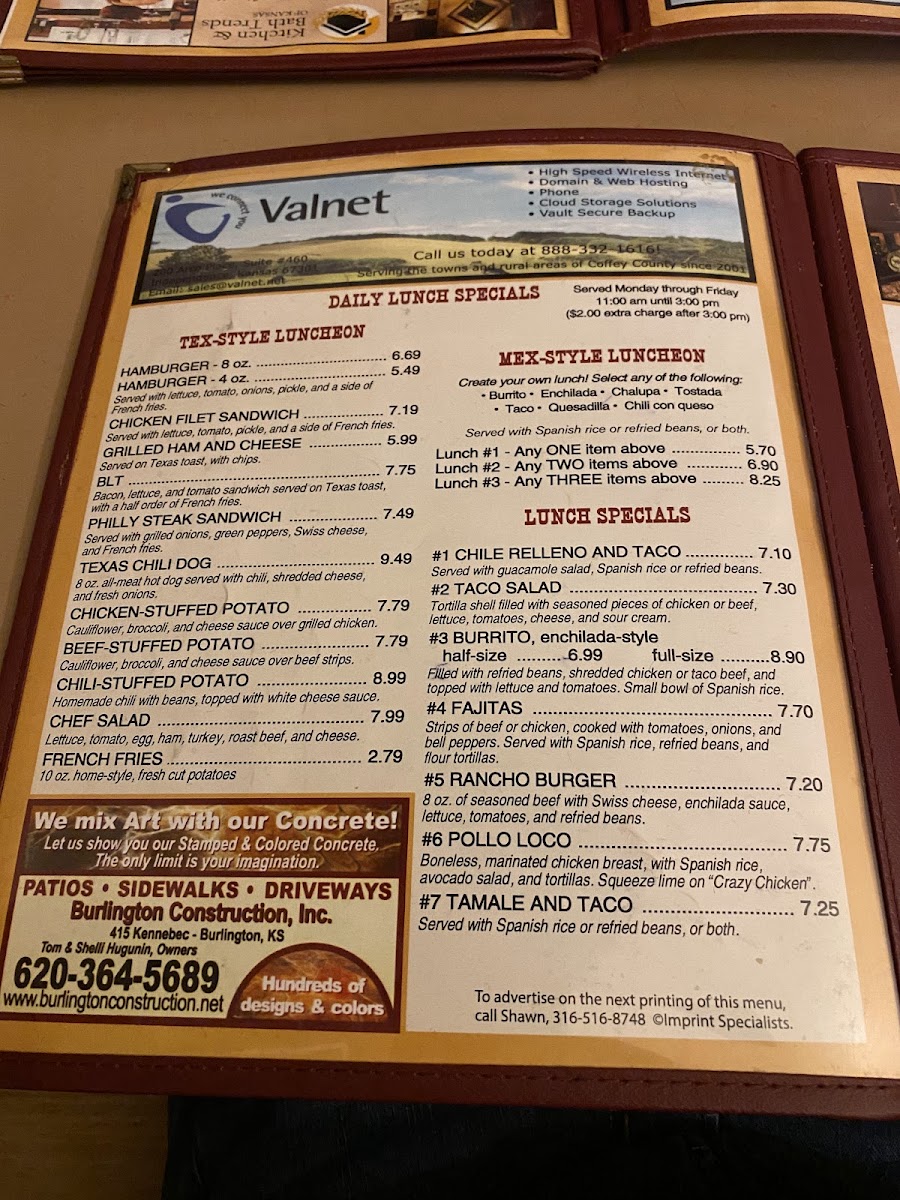 Kitchen &
Bath Trends
OF KANSAS
we connect you
Valnet
• High Speed Wireless Internet
• Domain & Web Hosting
• Phone
• Cloud Storage Solutions
• Vault Secure Backup
Call us today at 888-332-1616!
Serving the towns and rural areas of Coffey County since 2001
Suite #460
Kansas 67301
Email: sales@valnet.net
DAILY LUNCH SPECIALS
Served Monday through Friday
11:00 am until 3:00 pm
($2.00 extra charge after 3:00 pm)
TEX-STYLE LUNCHEON
HAMBURGER - 8 oz. .......... 6.69
HAMBURGER - 4 oz. .......... 5.49
Served with lettuce, tomato, onions, pickle, and a side of
French fries.
CHICKEN FILET SANDWICH .......... 7.19
Served with lettuce, tomato, pickle, and a side of French fries.
GRILLED HAM AND CHEESE .......... 5.99
Served on Texas toast, with chips.
BLT .......... 7.75
Bacon, lettuce, and tomato sandwich served on Texas toast,
with a half order of French fries.
PHILLY STEAK SANDWICH .......... 7.49
Served with grilled onions, green peppers, Swiss cheese,
and French fries.
TEXAS CHILI DOG .......... 9.49
8 oz. all-meat hot dog served with chili, shredded cheese,
and fresh onions.
CHICKEN-STUFFED POTATO .......... 7.79
Cauliflower, broccoli, and cheese sauce over grilled chicken.
BEEF-STUFFED POTATO .......... 7.79
Cauliflower, broccoli, and cheese sauce over beef strips.
CHILI-STUFFED POTATO .......... 8.99
Homemade chili with beans, topped with white cheese sauce.
CHEF SALAD .......... 7.99
Lettuce, tomato, egg, ham, turkey, roast beef, and cheese.
FRENCH FRIES .......... 2.79
10 oz. home-style, fresh cut potatoes
MEX-STYLE LUNCHEON
Create your own lunch! Select any of the following:
• Burrito • Enchilada • Chalupa • Tostada
• Taco • Quesadilla • Chili con queso
Served with Spanish rice or refried beans, or both.
Lunch #1 - Any ONE item above .......... 5.70
Lunch #2 - Any TWO items above .......... 6.90
Lunch #3 - Any THREE items above .......... 8.25
LUNCH SPECIALS
#1 CHILE RELLENO AND TACO .......... 7.10
Served with guacamole salad, Spanish rice or refried beans.
#2 TACO SALAD .......... 7.30
Tortilla shell filled with seasoned pieces of chicken or beef,
lettuce, tomatoes, cheese, and sour cream.
#3 BURRITO, enchilada-style
half-size ..........6.99 full-size ..........8.90
Filled with refried beans, shredded chicken or taco beef, and
topped with lettuce and tomatoes. Small bowl of Spanish rice.
#4 FAJITAS .......... 7.70
Strips of beef or chicken, cooked with tomatoes, onions, and
bell peppers. Served with Spanish rice, refried beans, and
flour tortillas.
#5 RANCHO BURGER .......... 7.20
8 oz. of seasoned beef with Swiss cheese, enchilada sauce,
lettuce, tomatoes, and refried beans.
#6 POLLO LOCO .......... 7.75
Boneless, marinated chicken breast, with Spanish rice,
avocado salad, and tortillas. Squeeze lime on "Crazy Chicken".
#7 TAMALE AND TACO .......... 7.25
Served with Spanish rice or refried beans, or both.
We mix Art with our Concrete!
Let us show you our Stamped & Colored Concrete.
The only limit is your imagination.
PATIOS • SIDEWALKS • DRIVEWAYS
Burlington Construction, Inc.
415 Kennebec - Burlington, KS
Tom & Shelli Hugunin, Owners
620-364-5689
www.burlingtonconstruction.net
Hundreds of
designs & colors
To advertise on the next printing of this menu,
call Shawn, 316-516-8748 ©Imprint Specialists.